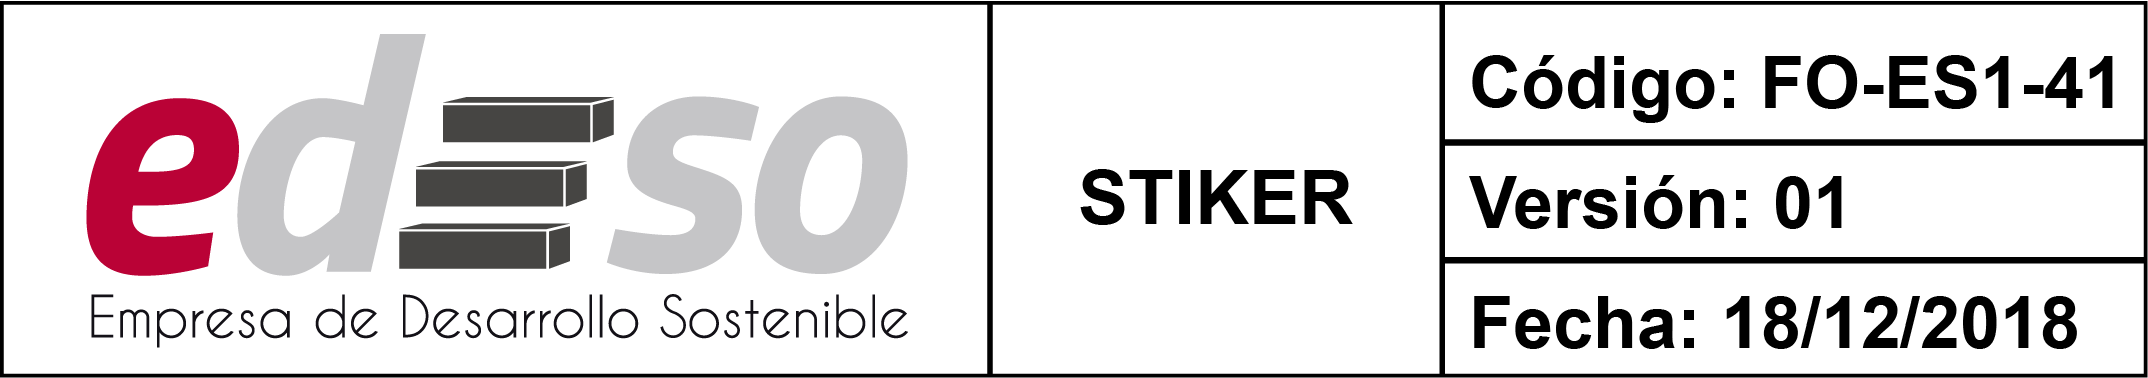 edeso
Empresa de Desarrollo Sostenible
STIKER
Código: FO-ES1-41
Versión: 01
Fecha: 18/12/2018